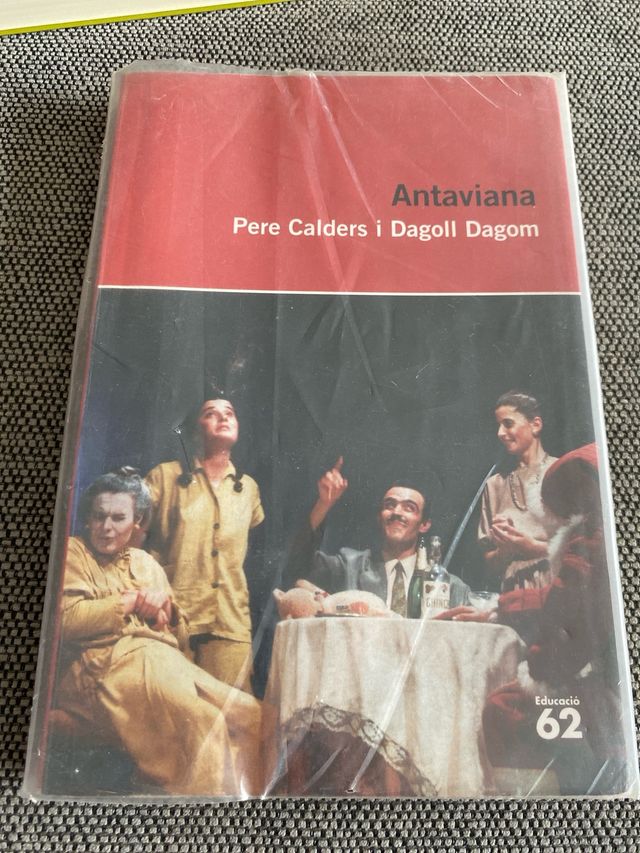 Antaviana
Pere Calders i Dagoll Dagom
Educació
62